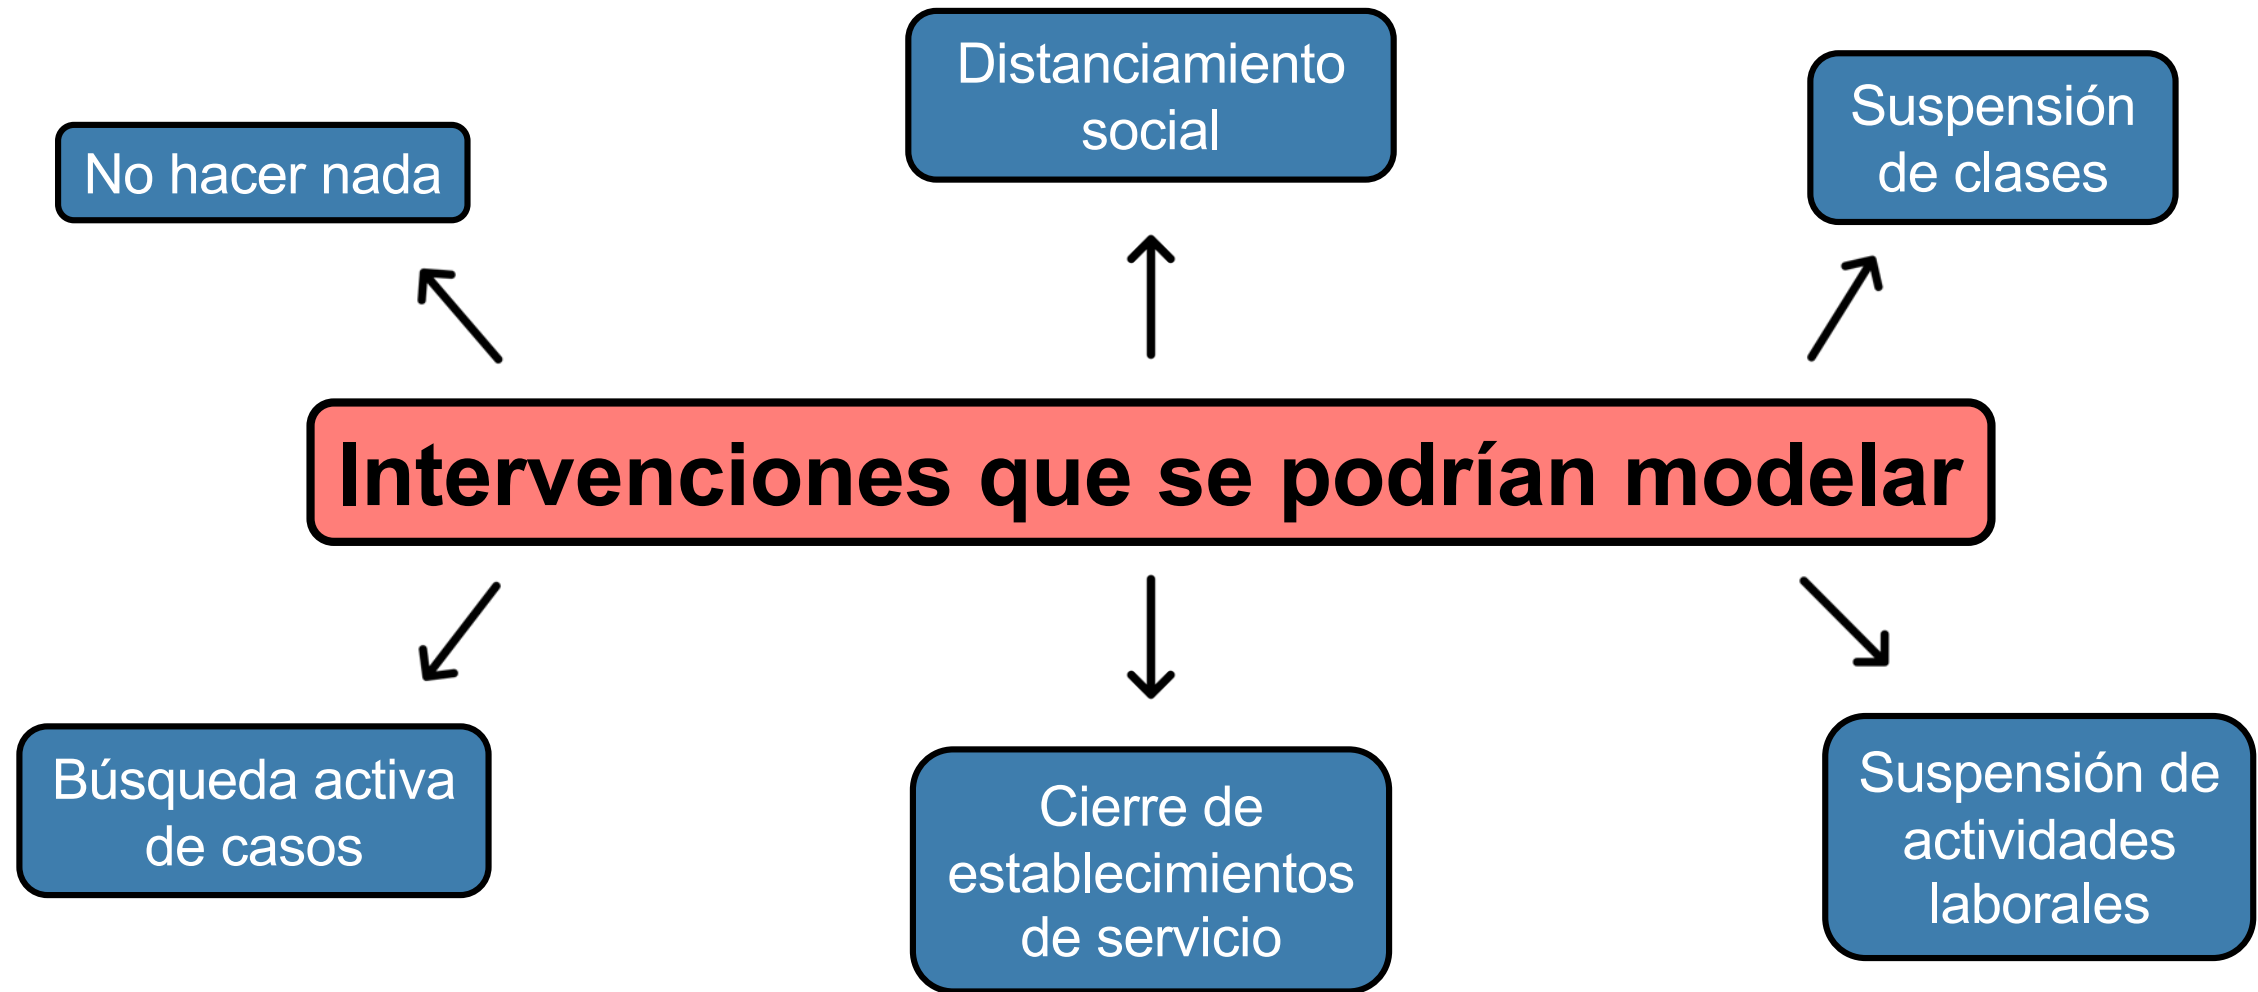 No hacer nada
Distanciamiento
social
Suspensión
de clases
Intervenciones que se podrían modelar
Búsqueda activa
de casos
Cierre de
establecimientos
de servicio
Suspensión de
actividades
laborales